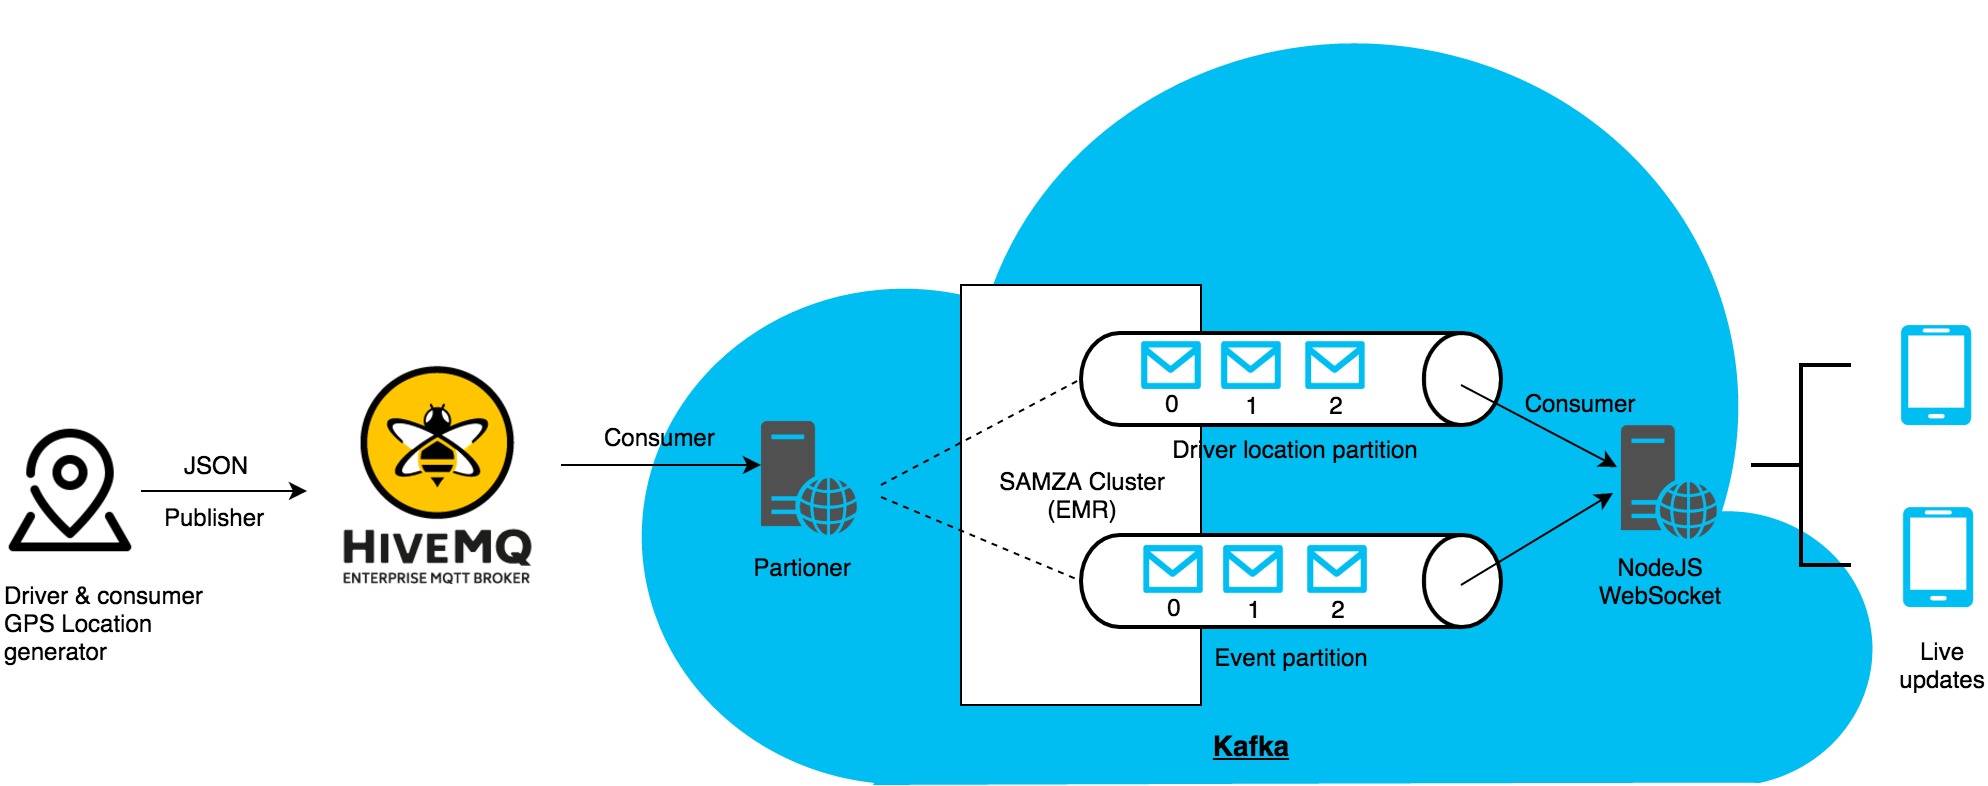 JSON
Publisher
Driver & consumer
GPS Location
generator
HIVEMQ
ENTERPRISE MQTT BROKER
Consumer
Partioner
SAMZA Cluster
(EMR)
0 1 2
Driver location partition
0 1 2
Event partition
Kafka
Consumer
NodeJS
WebSocket
Live
updates